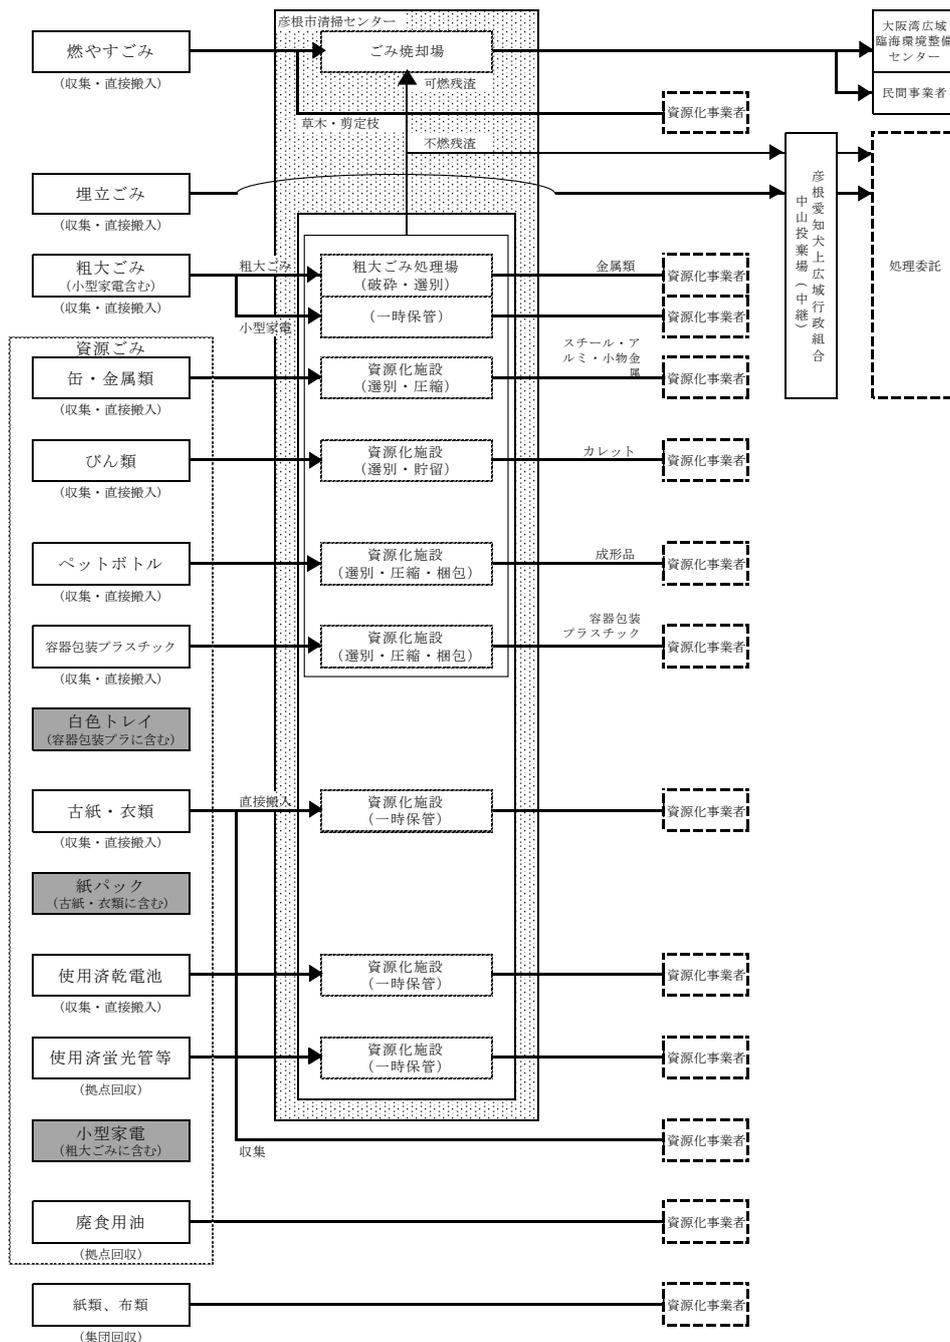 彦根市清掃センター
燃やすごみ
(収集・直接搬入)
ごみ焼却場
可燃残渣
草木・剪定枝
資源化事業者
大阪湾広域
臨海環境整備
センター
民間事業者
不燃残渣
埋立ごみ
(収集・直接搬入)
彦根愛知犬上広域行政組合
中山投棄場(中継)
処理委託
粗大ごみ
(小型家電含む)
(収集・直接搬入)
粗大ごみ
小型家電
粗大ごみ処理場
(破砕・選別)
(一時保管)
金属類
資源化事業者
資源化事業者
資源ごみ
缶・金属類
(収集・直接搬入)
資源化施設
(選別・圧縮)
スチール・ア
ルミ・小物金
属
資源化事業者
びん類
(収集・直接搬入)
資源化施設
(選別・貯留)
カレット
資源化事業者
ペットボトル
(収集・直接搬入)
資源化施設
(選別・圧縮・梱包)
成形品
資源化事業者
容器包装プラスチック
(収集・直接搬入)
資源化施設
(選別・圧縮・梱包)
容器包装
プラスチック
資源化事業者
白色トレイ
(容器包装プラに含む)
古紙・衣類
(収集・直接搬入)
直接搬入
資源化施設
(一時保管)
資源化事業者
紙パック
(古紙・衣類に含む)
使用済乾電池
(収集・直接搬入)
資源化施設
(一時保管)
資源化事業者
使用済蛍光管等
(拠点回収)
資源化施設
(一時保管)
資源化事業者
小型家電
(粗大ごみに含む)
収集
資源化事業者
廃食用油
(拠点回収)
資源化事業者
紙類、布類
(集団回収)
資源化事業者